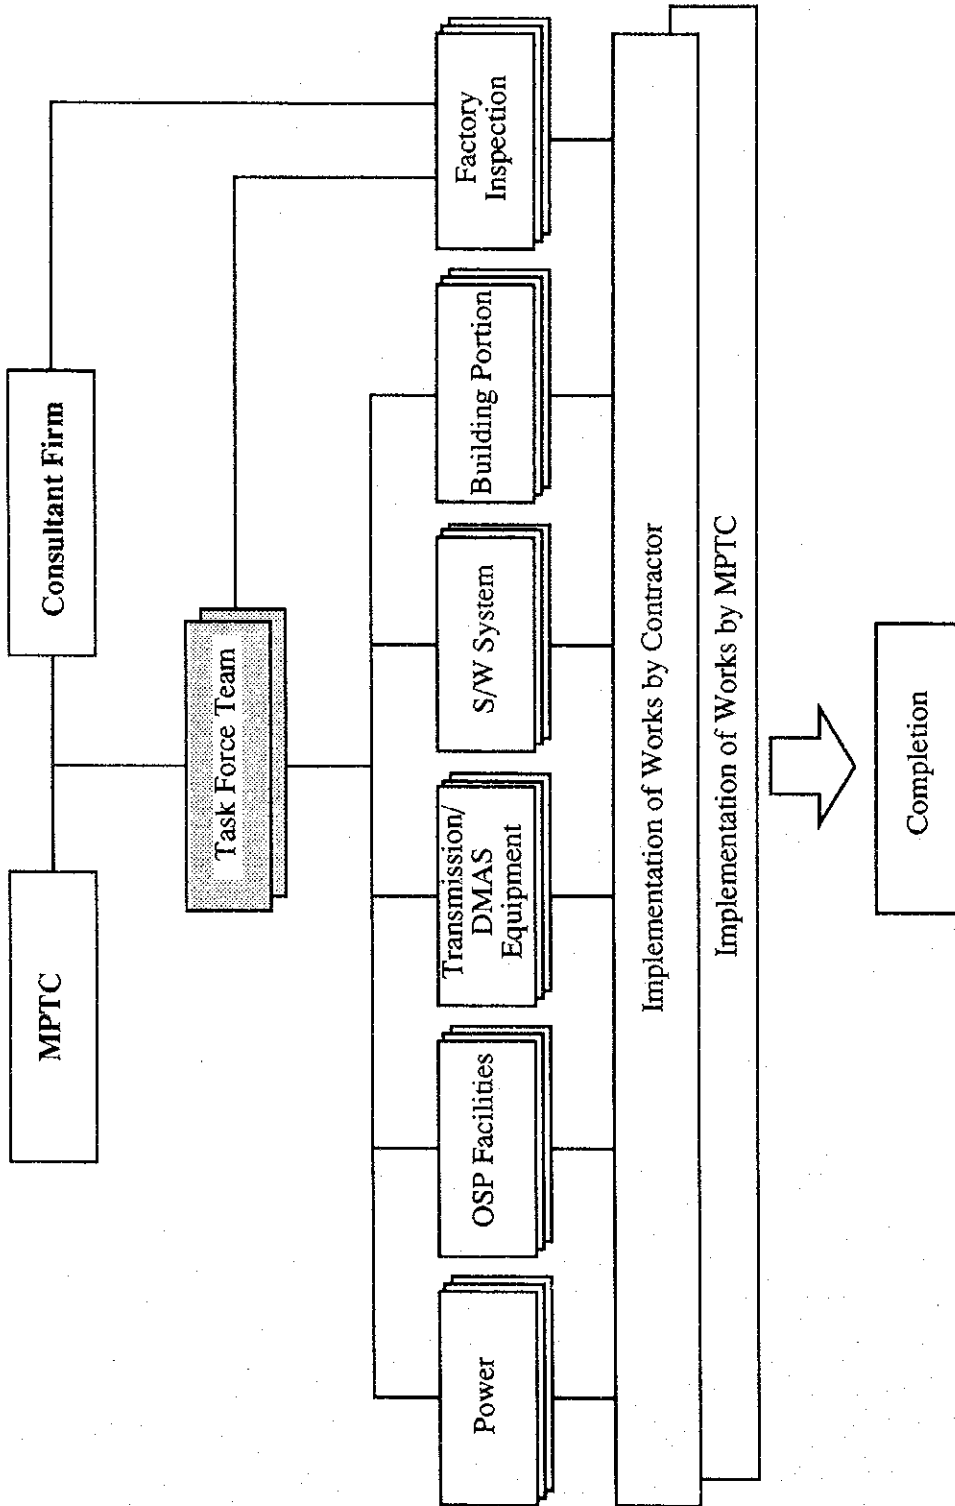 MPTC
Consultant Firm
Task Force Team
Power
OSP Facilities
Transmission/
DMAS
Equipment
S/W System
Building Portion
Factory
Inspection
Implementation of Works by Contractor
Implementation of Works by MPTC
Completion